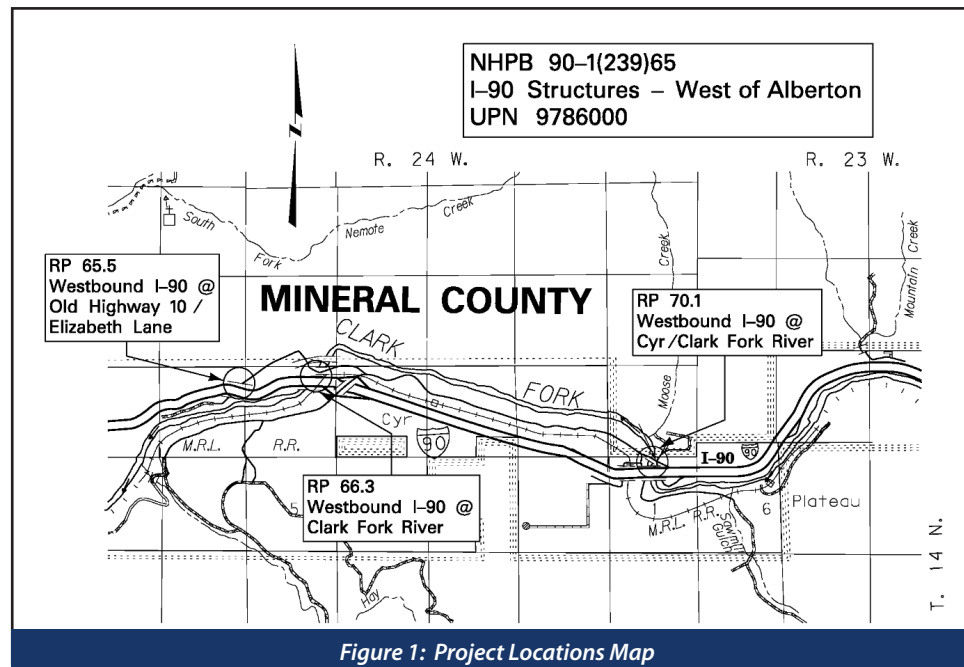 NHPB 90–1(239)65
I–90 Structures – West of Alberton
UPN 9786000
N
R. 24 W.
R. 23 W.
South
Fork
Nemote
Creek
Creek
Mountain Creek
RP 65.5
Westbound I–90 @
Old Highway 10 /
Elizabeth Lane
MINERAL COUNTY
RP 70.1
Westbound I–90 @
Cyr/Clark Fork River
CLARK
FORK
Moose
Cyr
90
M.R.L. R.R.
I–90
90
RP 66.3
Westbound I–90 @
Clark Fork River
5
6
Plateau
M.R.L. R.R.
Sawmill
Gulch
Hay
T. 14 N.
Figure 1: Project Locations Map